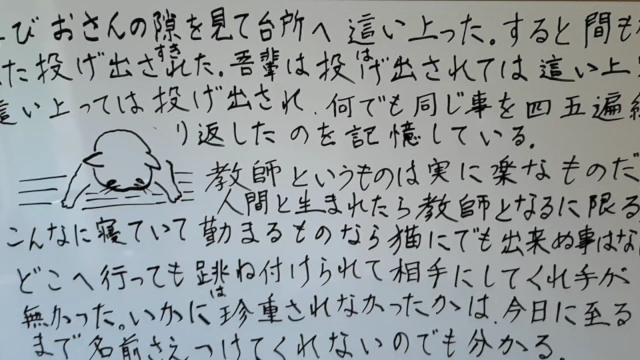 び おさんの隙を見て台所へ這い上った。すると間も
た投げ出さすきれた。吾輩は投はげ出されては這い上
這い上っては投げ出され、何でも同じ事を四五遍
り返したのを記憶している。
教師というものは実に楽なものだ
人間と生まれたら教師となるに限る
こんなに寝ていて勤まるものなら猫にでも出来ぬ事はな
どこへ行っても跳ね付けられて相手にしてくれ手が
無かった。いかには珍重されなかったかは、今日に至る
まで名前さえつけてくれないのでも分かる